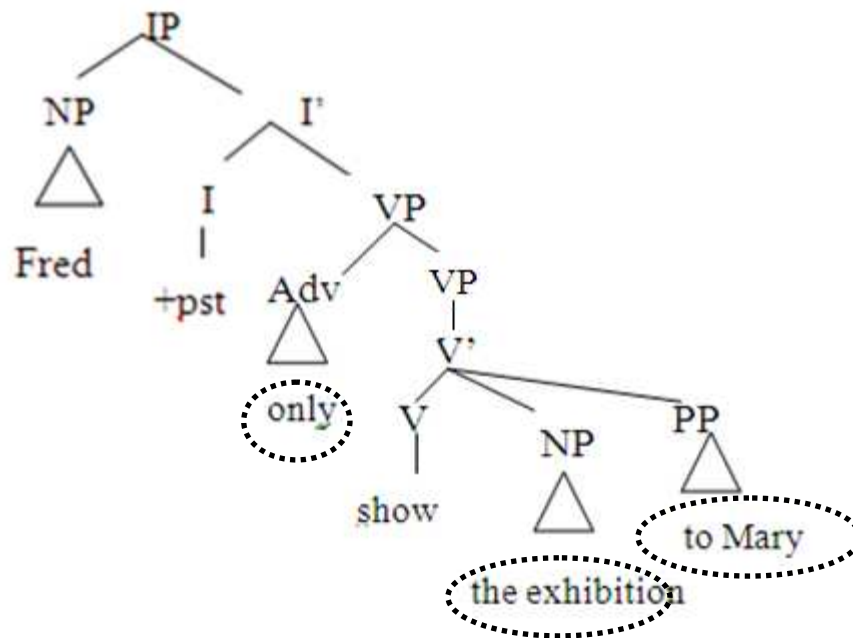 IP
NP I'
I VP
Fred
+pst Adv VP
V'
only V NP PP
show to Mary
the exhibition